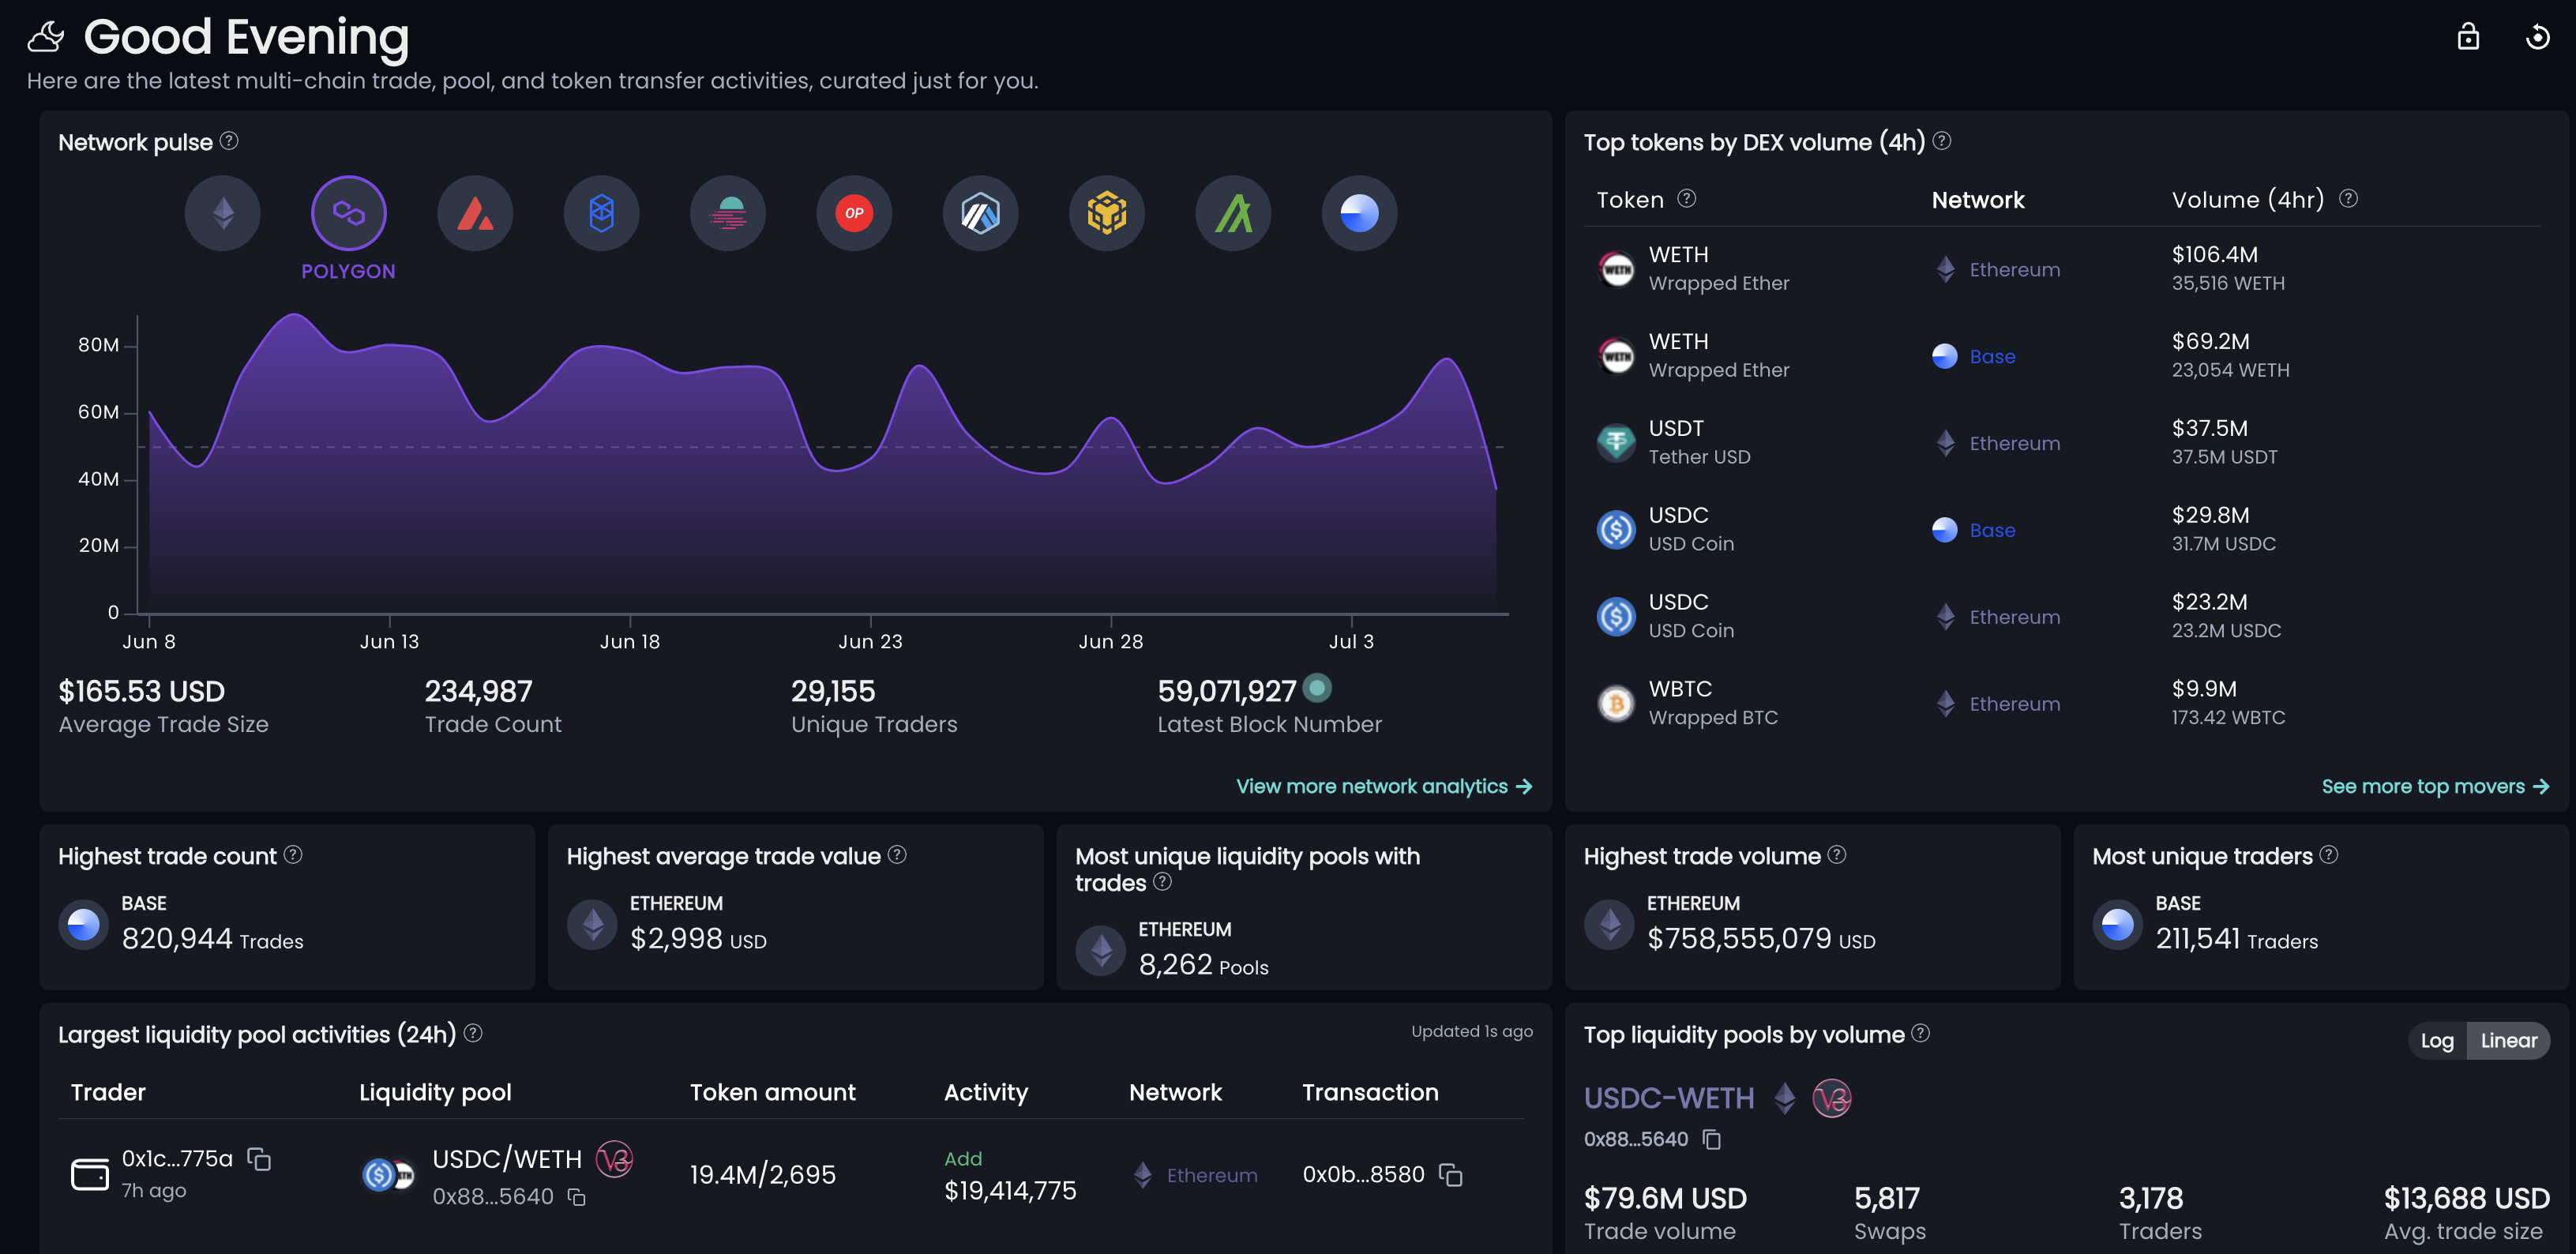 Good Evening
Here are the latest multi-chain trade, pool, and token transfer activities, curated just for you.
Network pulse
OP
POLYGON
80M
60M
40M
20M
0
Jun 8 Jun 13 Jun 18 Jun 23 Jun 28 Jul 3
$165.53 USD 234,987 29,155 59,071,927
Average Trade Size Trade Count Unique Traders Latest Block Number
View more network analytics →
Top tokens by DEX volume (4h)
Token Network Volume (4hr)
WETH
WETH $106.4M
Wrapped Ether Ethereum 35,516 WETH
WETH
WETH $69.2M
Wrapped Ether Base 23,054 WETH
USDT $37.5M
Tether USD Ethereum 37.5M USDT
USDC $29.8M
USD Coin Base 31.7M USDC
USDC $23.2M
USD Coin Ethereum 23.2M USDC
WBTC $9.9M
Wrapped BTC Ethereum 173.42 WBTC
See more top movers →
Highest trade count
BASE
820,944 Trades
Highest average trade value
ETHEREUM
$2,998 USD
Most unique liquidity pools with
trades
ETHEREUM
8,262 Pools
Highest trade volume
ETHEREUM
$758,555,079 USD
Most unique traders
BASE
211,541 Traders
Largest liquidity pool activities (24h)
Updated 1s ago
Trader Liquidity pool Token amount Activity Network Transaction
0x1c...775a USDC/WETH V3 Add
19.4M/2,695 Ethereum 0x0b...8580
7h ago 0x88...5640 $19,414,775
Top liquidity pools by volume
Log Linear
USDC-WETH V3
0x88...5640
$79.6M USD 5,817 3,178 $13,688 USD
Trade volume Swaps Traders Avg. trade size